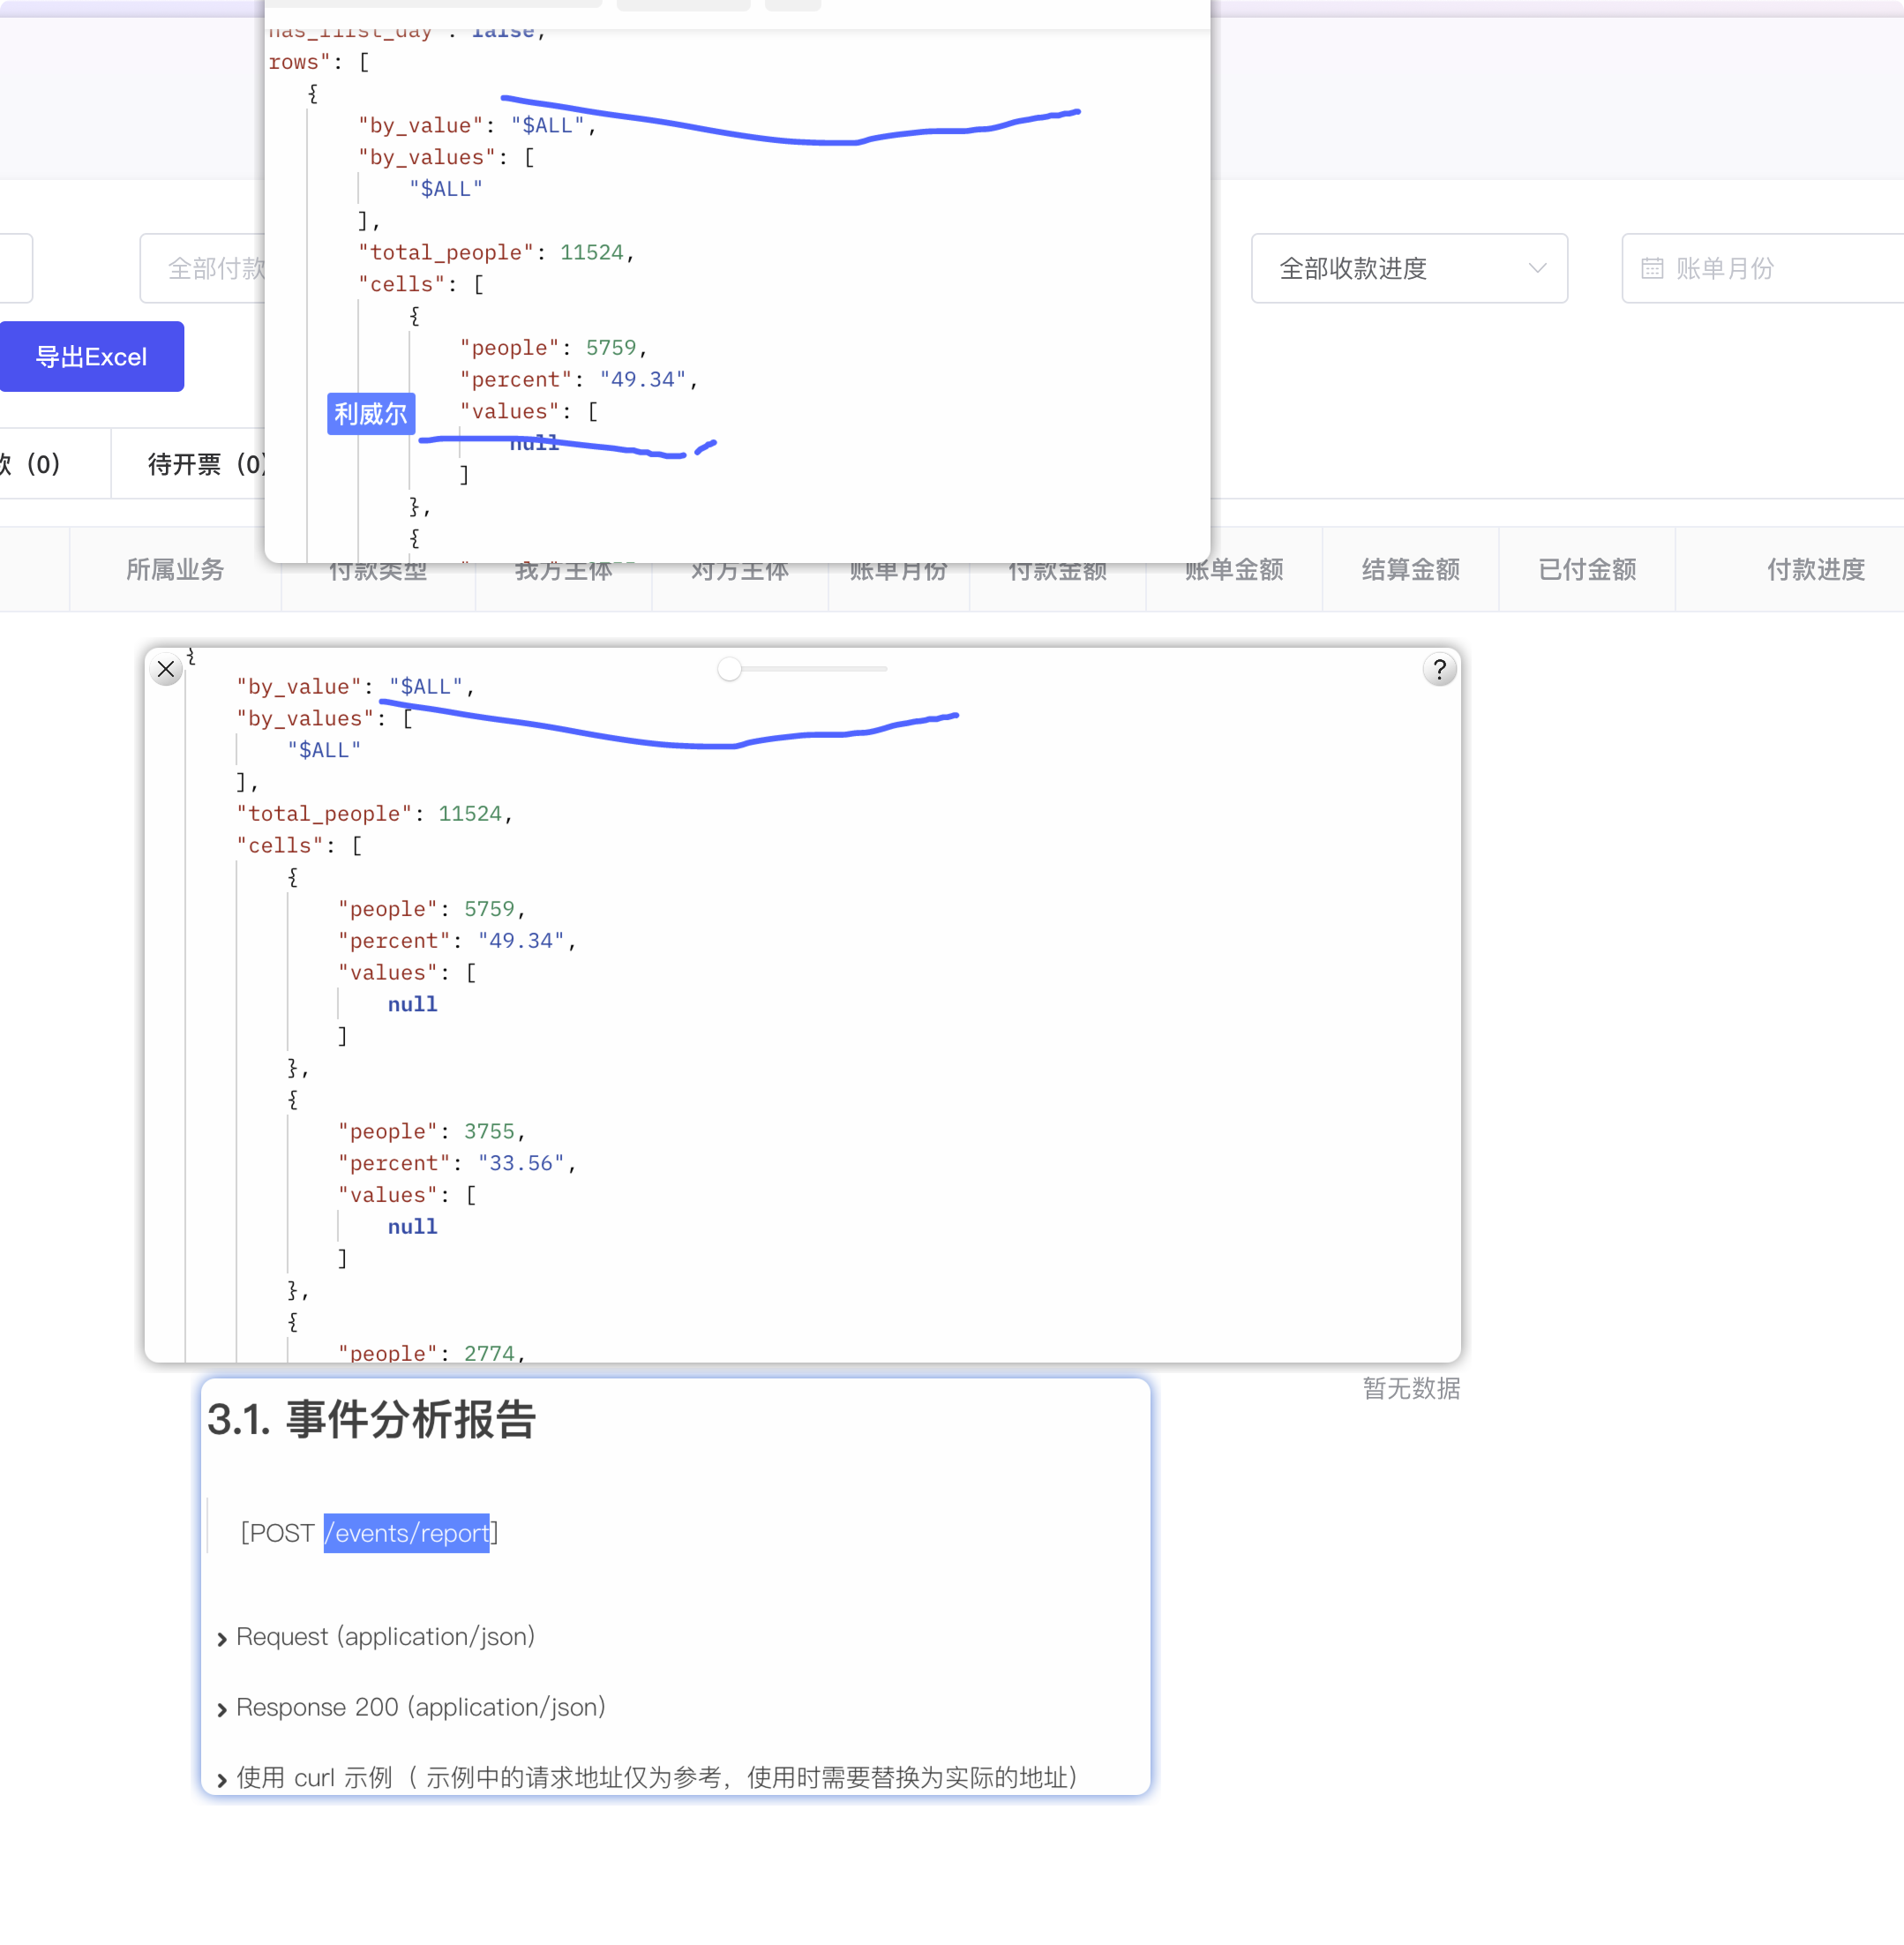 has_first_day": false,
rows": [
{
"by_value": "$ALL",
"by_values": [
"$ALL"
],
"total_people": 11524,
"cells": [
{
"people": 5759,
"percent": "49.34",
"values": [
null
]
},
{
利威尔
全部付款
全部收款进度
账单月份
导出Excel
款（0）
待开票（0）
所属业务
付款类型
我方主体
对方主体
账单月份
付款金额
账单金额
结算金额
已付金额
付款进度
{
"by_value": "$ALL",
"by_values": [
"$ALL"
],
"total_people": 11524,
"cells": [
{
"people": 5759,
"percent": "49.34",
"values": [
null
]
},
{
"people": 3755,
"percent": "33.56",
"values": [
null
]
},
{
"people": 2774,
?
暂无数据
3.1. 事件分析报告
[POST /events/report]
Request (application/json)
Response 200 (application/json)
使用 curl 示例（ 示例中的请求地址仅为参考，使用时需要替换为实际的地址）